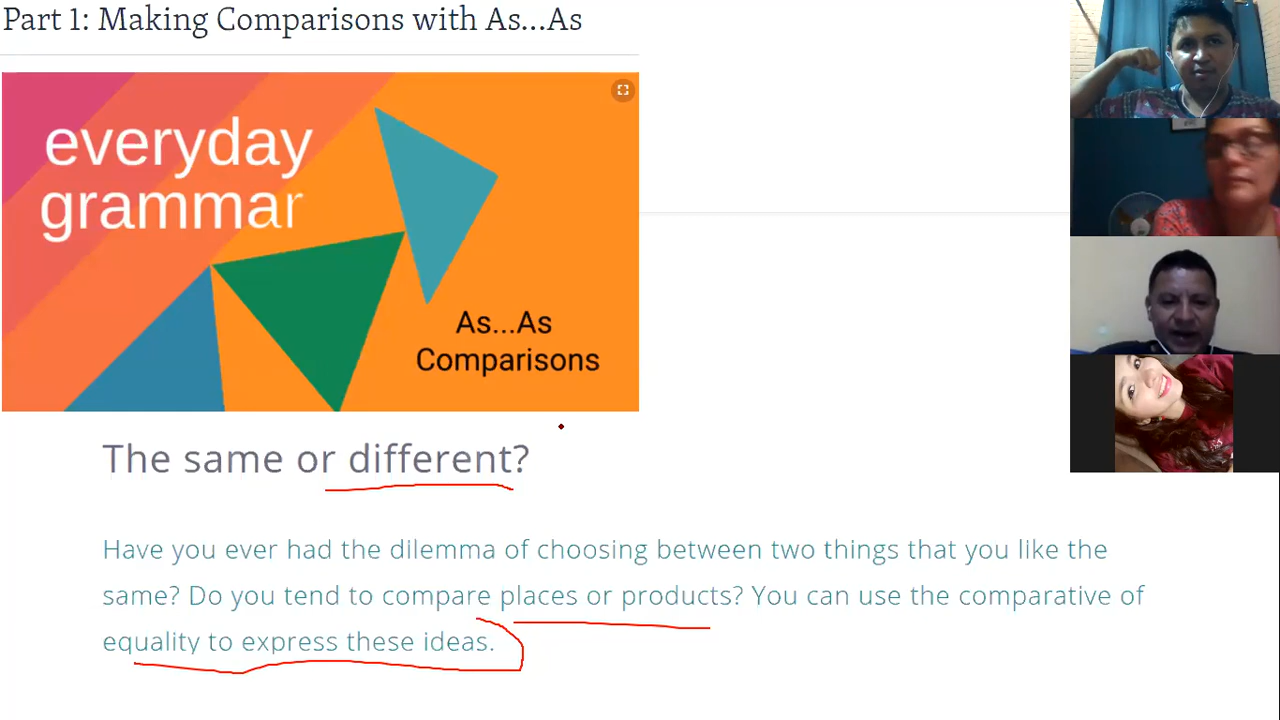 Part 1: Making Comparisons with As...As
everyday
grammar
As...As
Comparisons
The same or different?
Have you ever had the dilemma of choosing between two things that you like the
same? Do you tend to compare places or products? You can use the comparative of
equality to express these ideas.